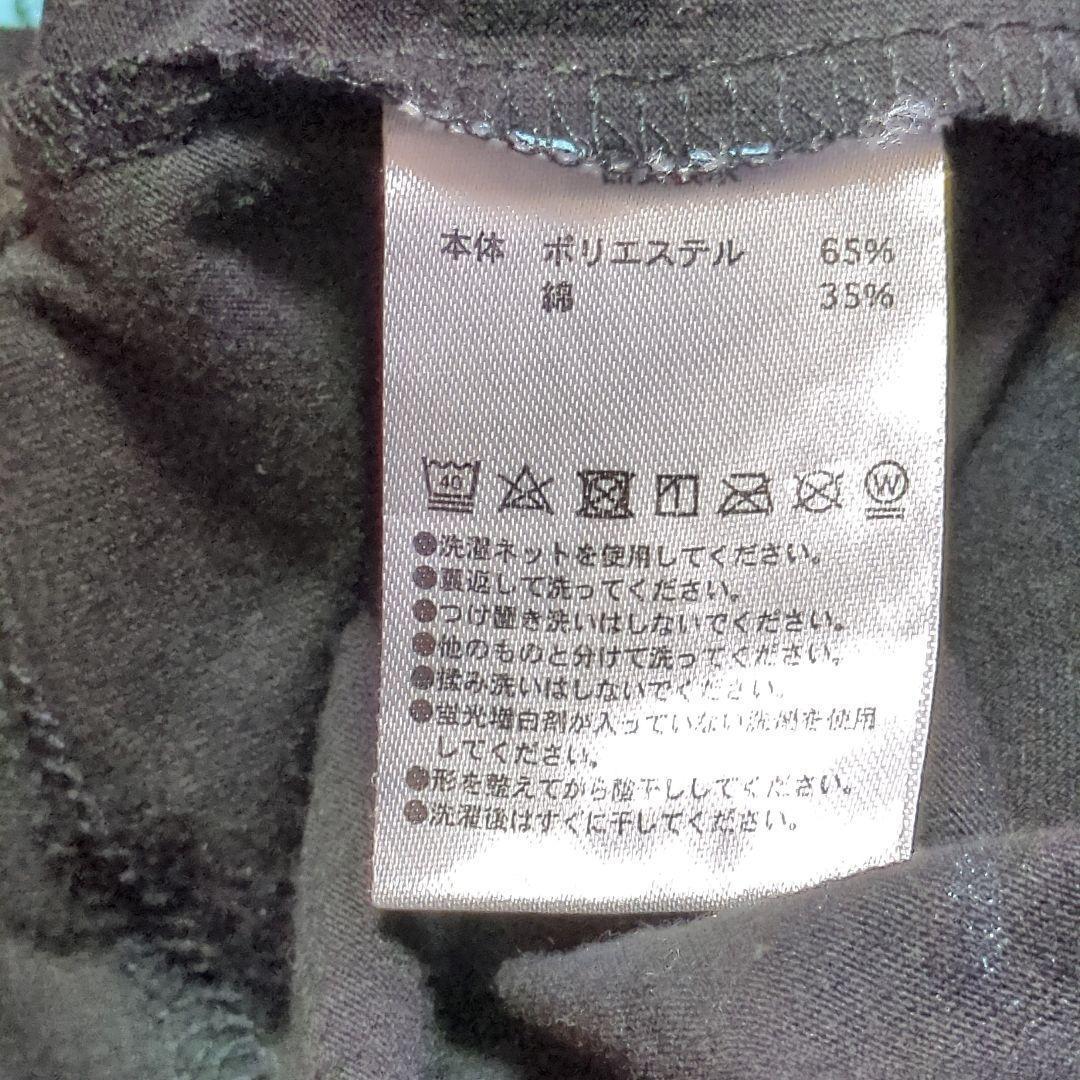 本体 ポリエステル 65%
綿 35%
40
W
●洗濯ネットを使用してください。
●裏返して洗ってください。
●つけ置き洗いはしないでください。
●他のものと分けて洗ってください。
●揉み洗いはしないでください。
●蛍光増白剤が入っていない洗剤を使用
してください。
●形を整えてから陰干ししてください。
●洗濯後はすぐに干してください。